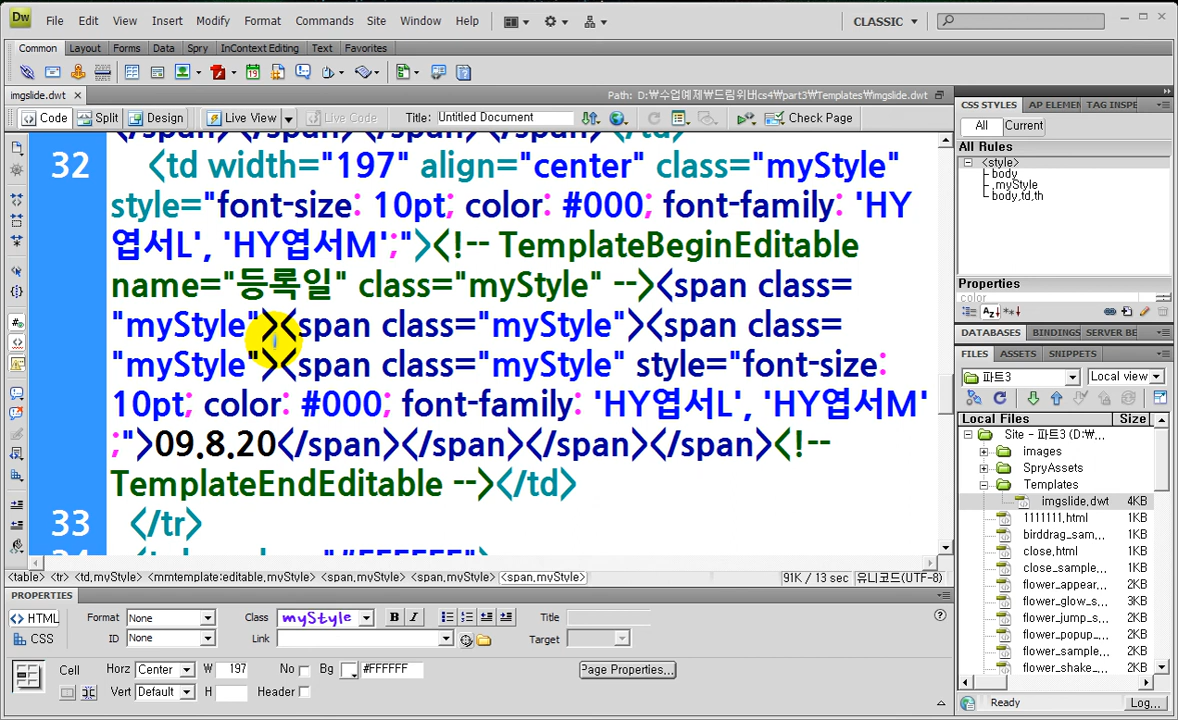 Dw File Edit View Insert Modify Format Commands Site Window Help CLASSIC
Common Layout Forms Data Spry InContext Editing Text Favorites
imgslide.dwt Path: D:₩수업예제₩드림위버cs4₩part3₩Templates₩imgslide.dwt
Code Split Design Live View Live Code Title: Untitled Document Check Page
</span></span></span></span></td>
32 <td width="197" align="center" class="myStyle"
style="font-size: 10pt; color: #000; font-family: 'HY
엽서L', 'HY엽서M';"><!-- TemplateBeginEditable
name="등록일" class="myStyle" --><span class=
"myStyle"><span class="myStyle"><span class=
"myStyle"><span class="myStyle" style="font-size:
10pt; color: #000; font-family: 'HY엽서L', 'HY엽서M'
;">09.8.20</span></span></span></span><!--
TemplateEndEditable --></td>
33 </tr>
<table> <tr> <td.myStyle> <mmtemplate:editable.myStyle> <span.myStyle> <span.myStyle> <span.myStyle> 91K / 13 sec 유니코드(UTF-8)
PROPERTIES
<> HTML Format None Class myStyle B I Title
CSS ID None Link Target
Cell Horz Center W 197 No Bg #FFFFFF Page Properties...
Vert Default H Header
CSS STYLES AP ELEMEN TAG INSPE
All Current
All Rules
<style>
body
.myStyle
body,td,th
Properties
color
DATABASES BINDINGS SERVER BE
FILES ASSETS SNIPPETS
파트3 Local view
Local Files Size
Site - 파트3 (D:₩...
images
SpryAssets
Templates
imgslide.dwt 4KB
1111111.html 1KB
birddrag_sam... 1KB
close.html 1KB
close_sample... 1KB
flower_appear... 2KB
flower_glow_s... 3KB
flower_jump_s... 2KB
flower_popup_... 2KB
flower_sample... 2KB
flower_shake_... 2KB
Ready Log...